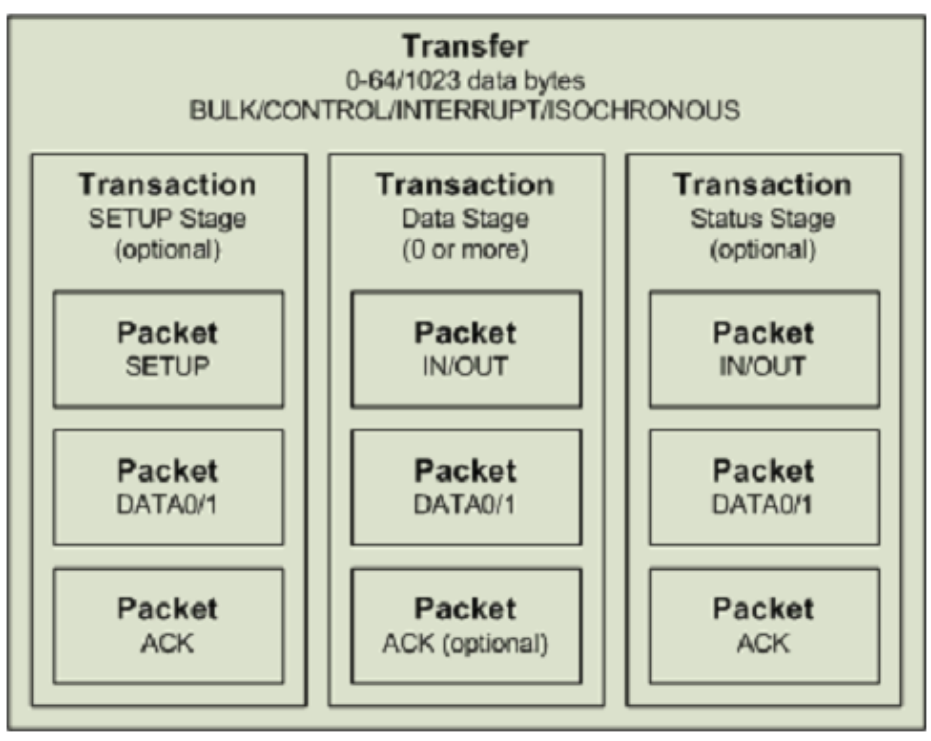 Transfer
0-64/1023 data bytes
BULK/CONTROL/INTERRUPT/ISOCHRONOUS
Transaction
SETUP Stage
(optional)
Packet
SETUP
Packet
DATA0/1
Packet
ACK
Transaction
Data Stage
(0 or more)
Packet
IN/OUT
Packet
DATA0/1
Packet
ACK (optional)
Transaction
Status Stage
(optional)
Packet
IN/OUT
Packet
DATA0/1
Packet
ACK